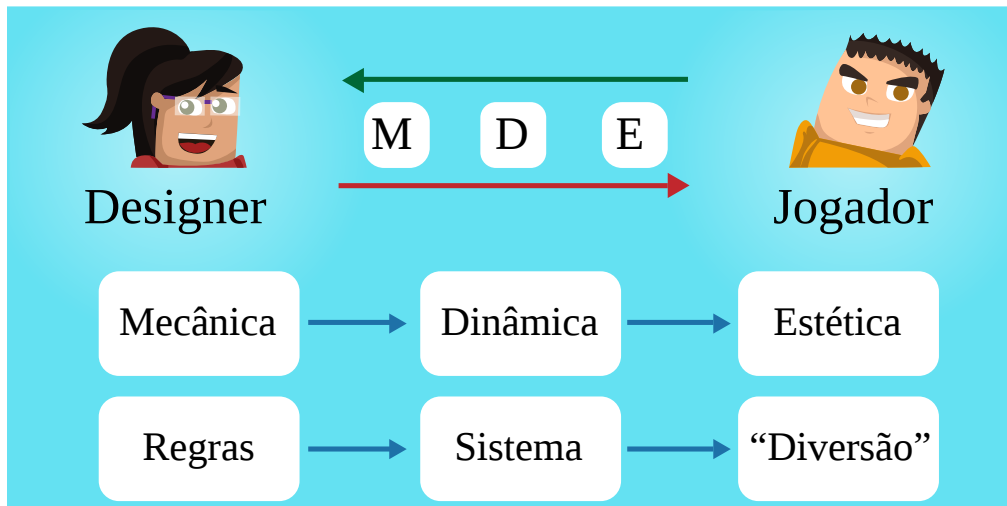 M D E
Designer Jogador
Mecânica Dinâmica Estética
Regras Sistema “Diversão”